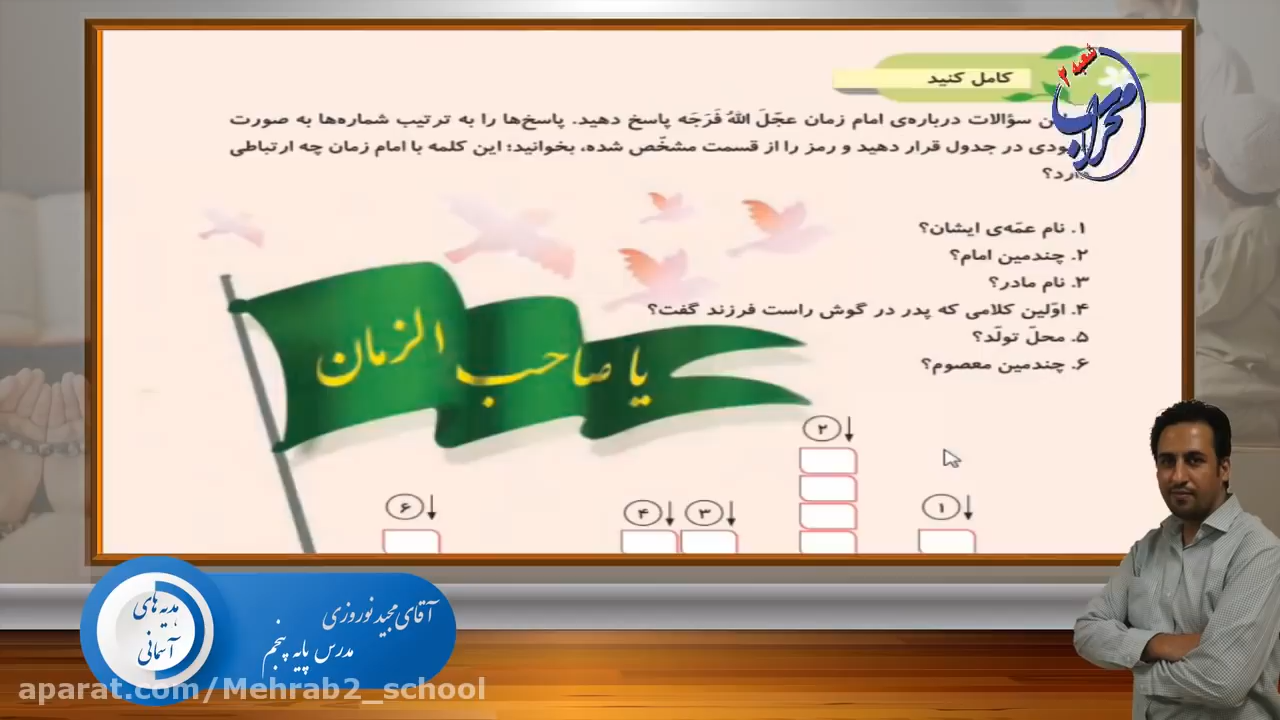 کامل کنید
سؤالات درباره‌ی امام زمان عجّلَ اللهُ فَرَجَه پاسخ دهید. پاسخ‌ها را به ترتیب شماره‌ها به صورت
در جدول قرار دهید و رمز را از قسمت مشخّص شده، بخوانید؛ این کلمه با امام زمان چه ارتباطی
۱. نام عمّه‌ی ایشان؟
۲. چندمین امام؟
۳. نام مادر؟
۴. اوّلین کلامی که پدر در گوش راست فرزند گفت؟
۵. محلّ تولّد؟
۶. چندمین معصوم؟
یا صاحب الزمان
۲
۱
۳
۴
۶
محراب
شعبه ۲
هدیه های
آسمانی
آقای مجید نوروزی
مدرس پایه پنجم
aparat.com/Mehrab2_school